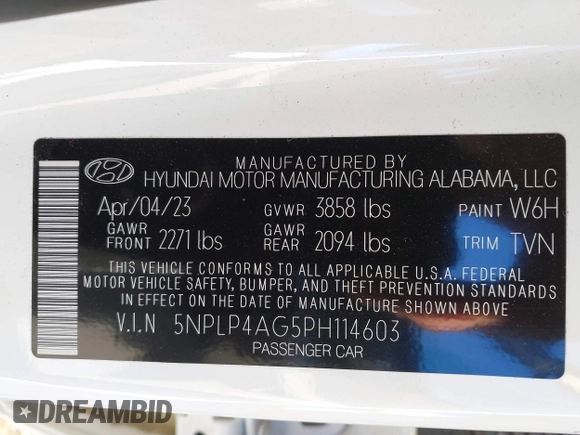 MANUFACTURED BY
HYUNDAI MOTOR MANUFACTURING ALABAMA, LLC
Apr/04/23 GVWR 3858 lbs PAINT W6H
GAWR FRONT 2271 lbs GAWR REAR 2094 lbs TRIM TVN
THIS VEHICLE CONFORMS TO ALL APPLICABLE U.S.A. FEDERAL
MOTOR VEHICLE SAFETY, BUMPER, AND THEFT PREVENTION STANDARDS
IN EFFECT ON THE DATE OF MANUFACTURE SHOWN ABOVE
V.I.N 5NPLP4AG5PH114603
PASSENGER CAR
DREAMBID